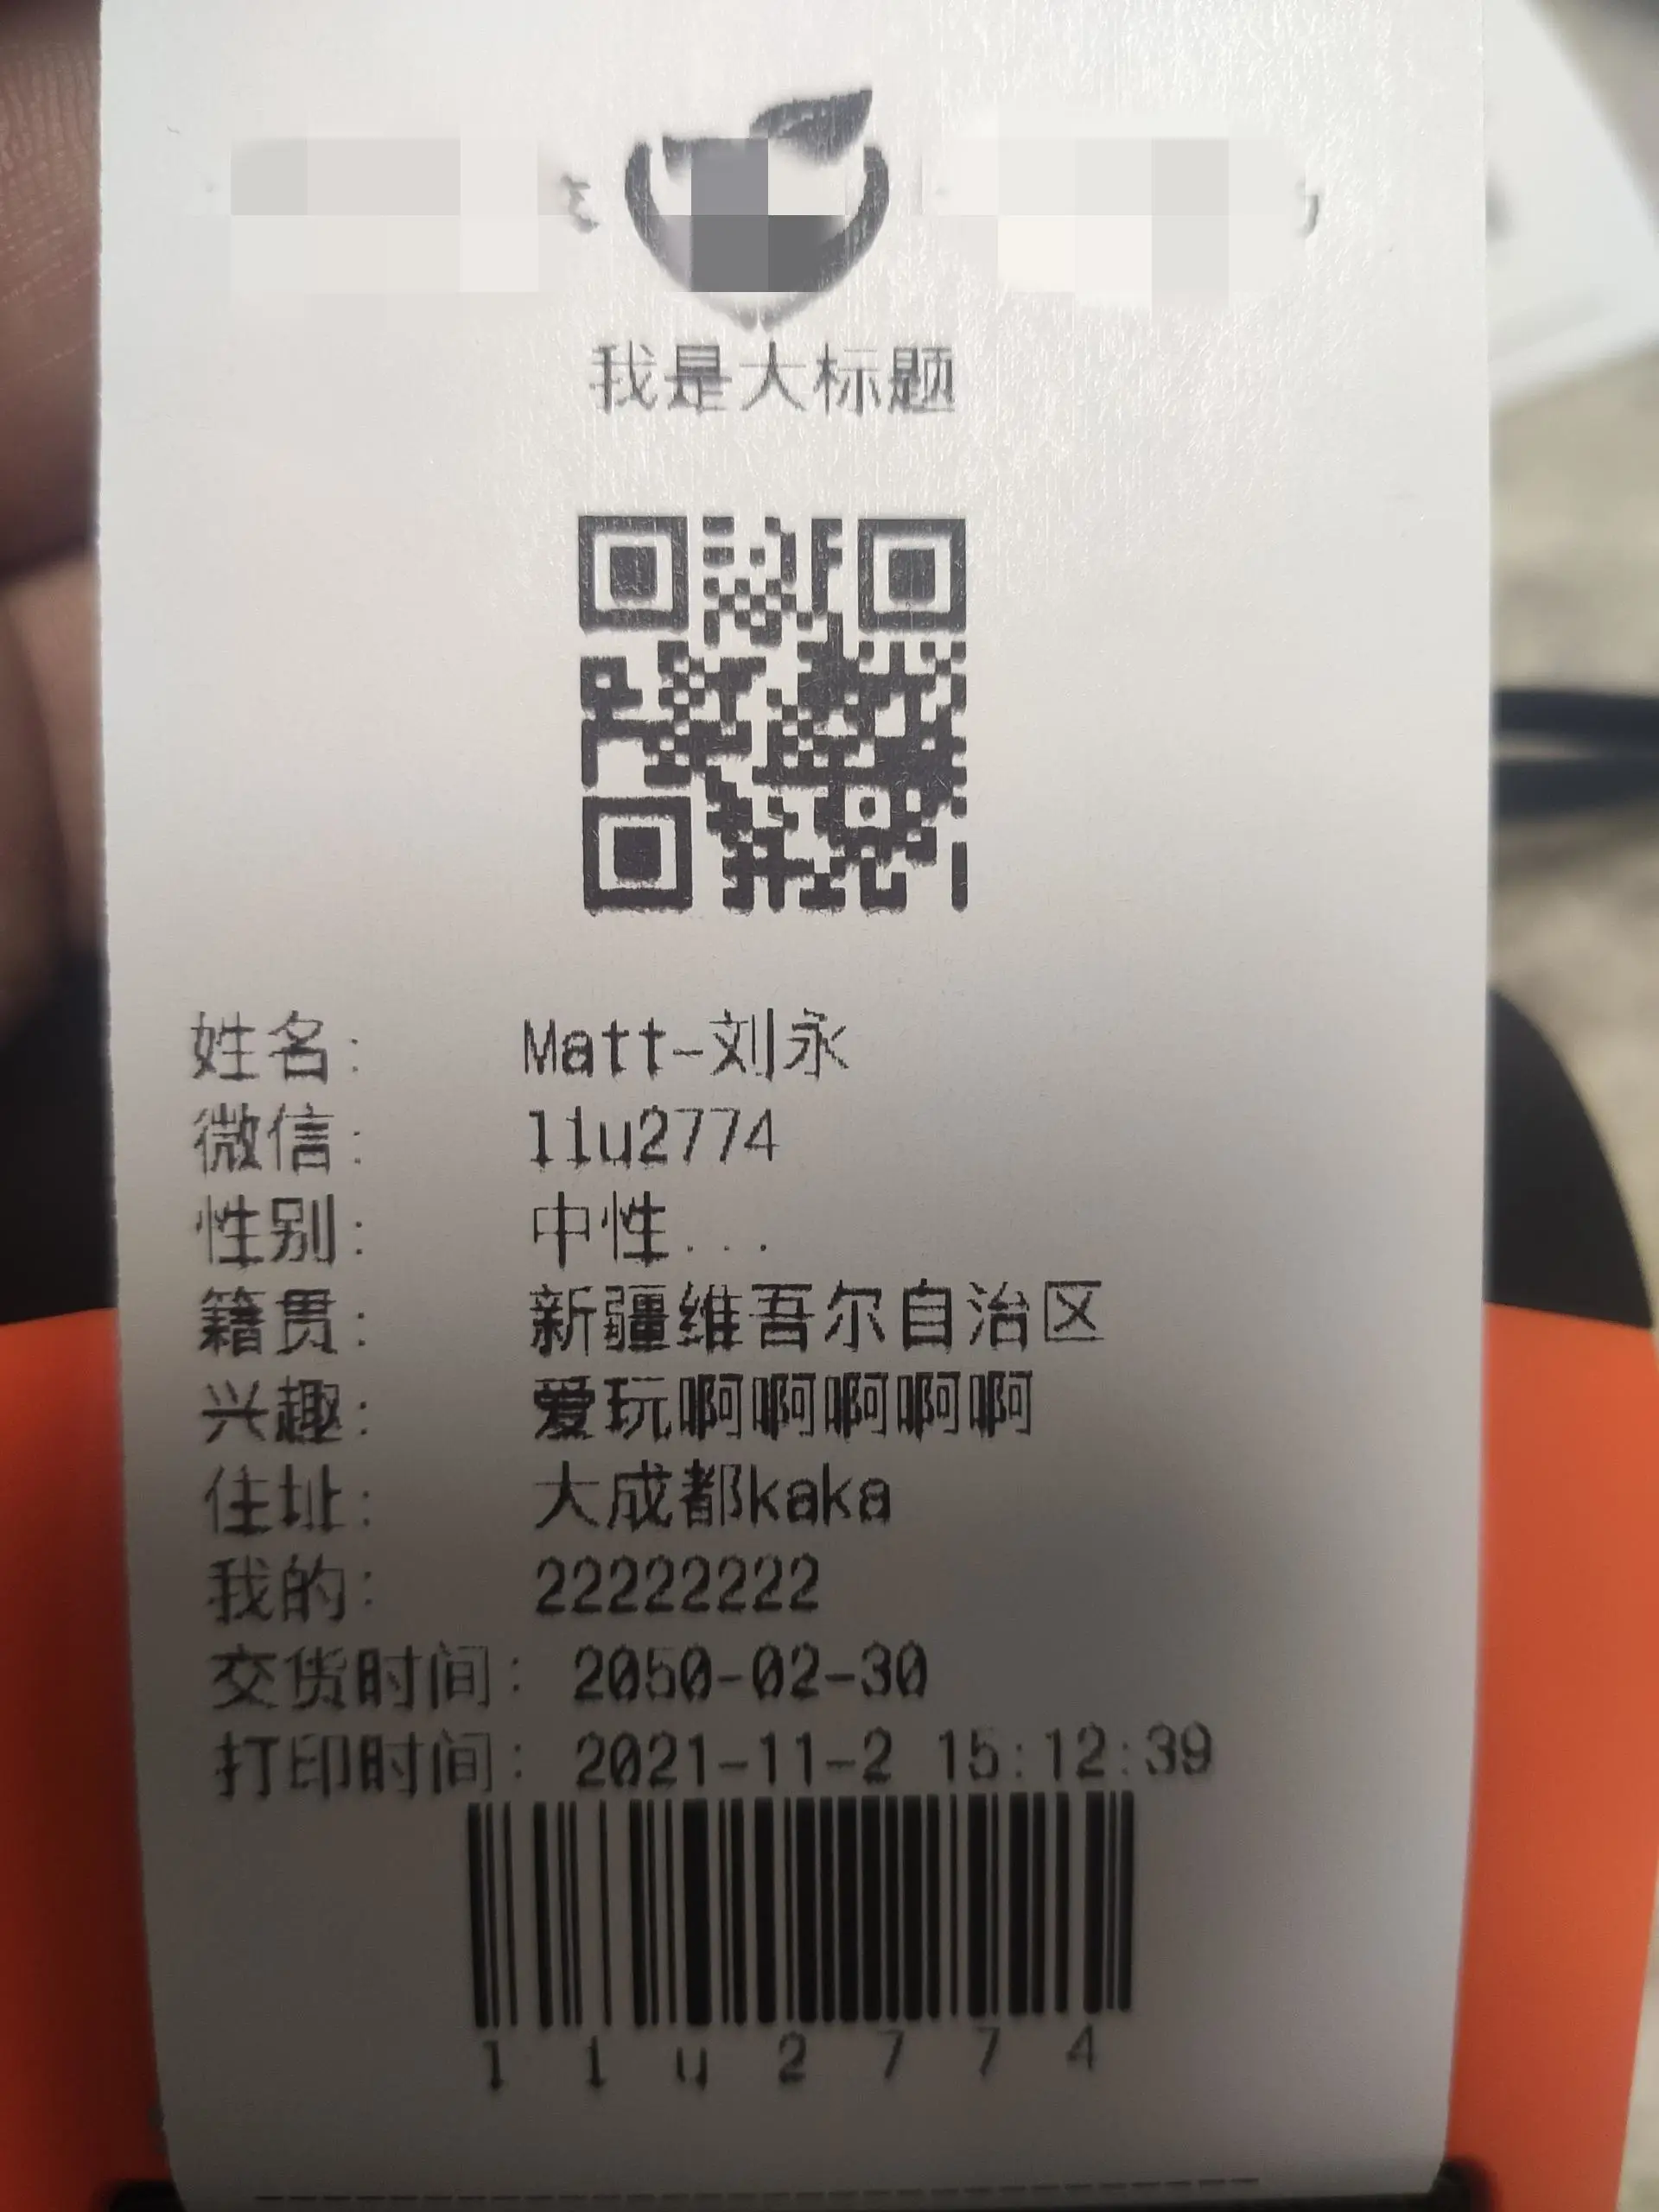 我是大标题
姓名: Matt-刘永
微信: llu2774
性别: 中性...
籍贯: 新疆维吾尔自治区
兴趣: 爱玩啊啊啊啊啊
住址: 大成都kaka
我的: 22222222
交货时间: 2050-02-30
打印时间: 2021-11-2 15:12:39
llu2774